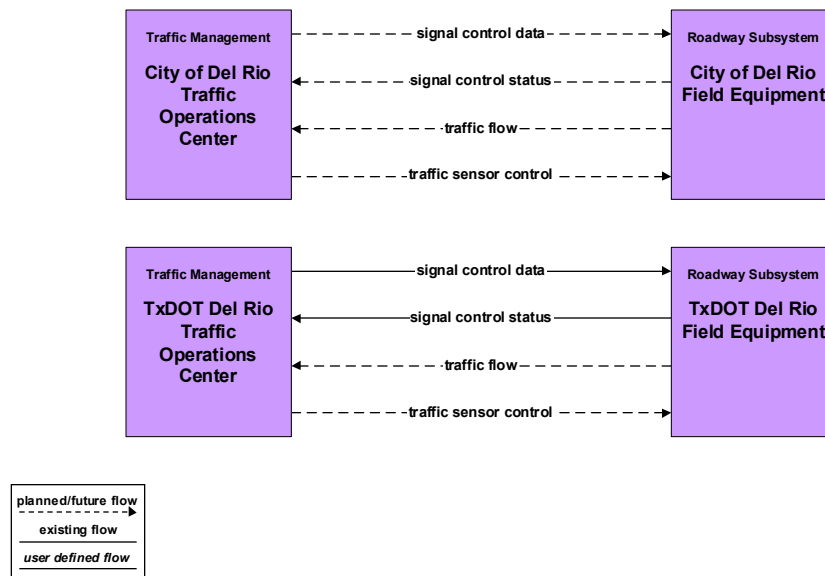 Traffic Management
City of Del Rio
Traffic
Operations
Center
signal control data
signal control status
traffic flow
traffic sensor control
Roadway Subsystem
City of Del Rio
Field Equipment
Traffic Management
TxDOT Del Rio
Traffic
Operations
Center
signal control data
signal control status
traffic flow
traffic sensor control
Roadway Subsystem
TxDOT Del Rio
Field Equipment
planned/future flow
existing flow
user defined flow